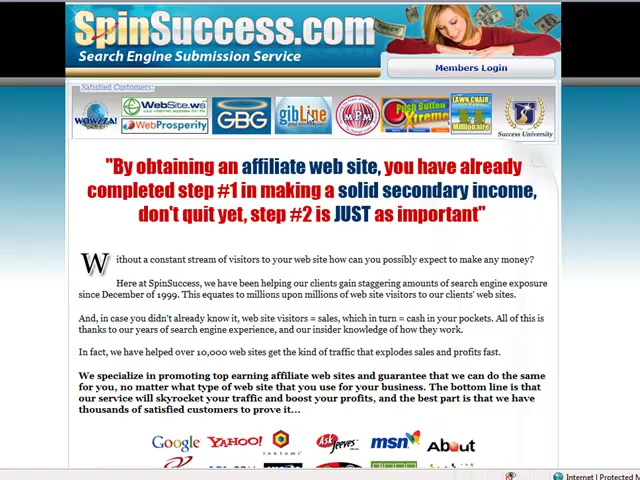 SpinSuccess.com
Search Engine Submission Service
Members Login
Satisfied Customers:
WOWZZA!
WebSite.ws
WebProsperity
GBG
gibLine
MPM
Push Button
Xtreme
LAWN CHAIR
Millionaire
Success University
"By obtaining an affiliate web site, you have already
completed step #1 in making a solid secondary income,
don't quit yet, step #2 is JUST as important"
Without a constant stream of visitors to your web site how can you possibly expect to make any money?
Here at SpinSuccess, we have been helping our clients gain staggering amounts of search engine exposure
since December of 1999. This equates to millions upon millions of web site visitors to our clients' web sites.
And, in case you didn't already know it, web site visitors = sales, which in turn = cash in your pockets. All of this is
thanks to our years of search engine experience, and our insider knowledge of how they work.
In fact, we have helped over 10,000 web sites get the kind of traffic that explodes sales and profits fast.
We specialize in promoting top earning affiliate web sites and guarantee that we can do the same
for you, no matter what type of web site that you use for your business. The bottom line is that
our service will skyrocket your traffic and boost your profits, and the best part is that we have
thousands of satisfied customers to prove it...
Google YAHOO! inktomi Ask Jeeves msn About
Internet | Protected M